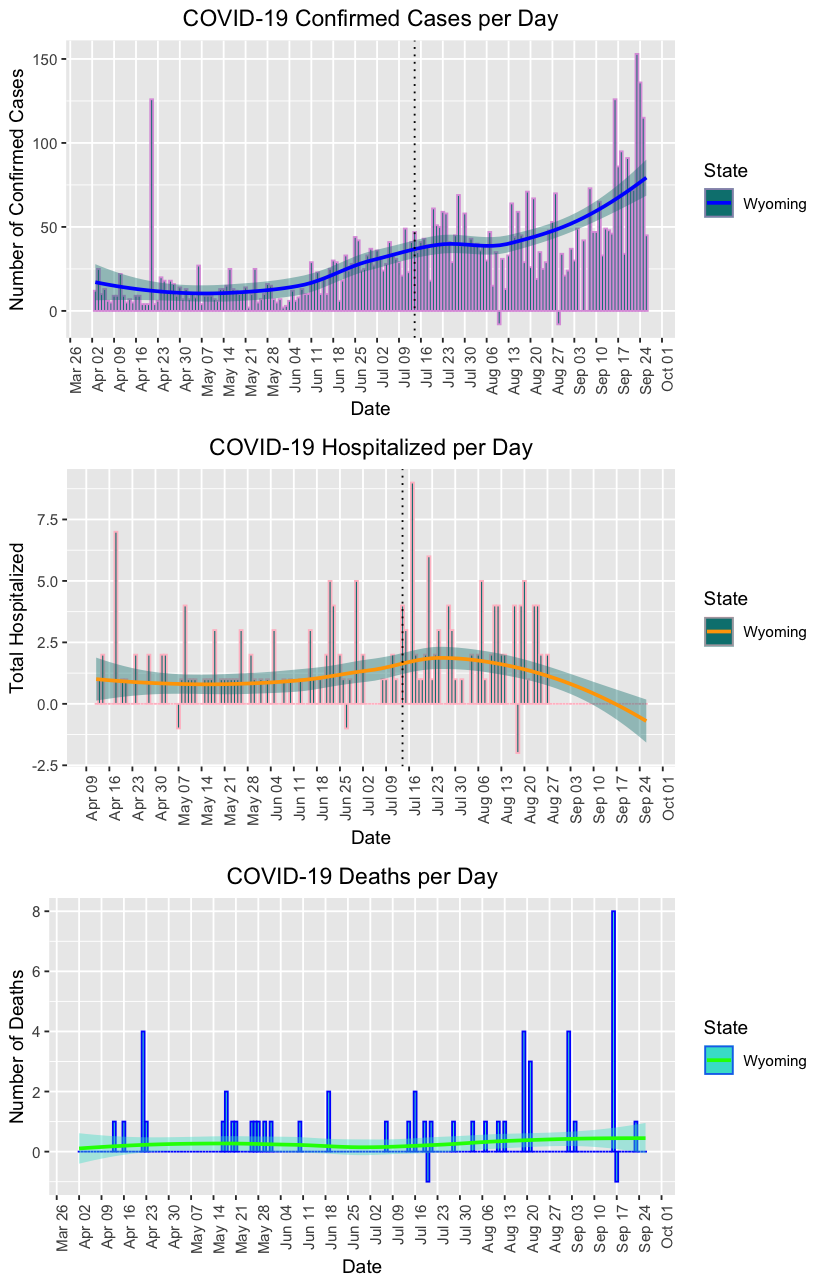 COVID-19 Confirmed Cases per Day
Number of Confirmed Cases
150
100
50
0
Mar 26
Apr 02
Apr 09
Apr 16
Apr 23
Apr 30
May 07
May 14
May 21
May 28
Jun 04
Jun 11
Jun 18
Jun 25
Jul 02
Jul 09
Jul 16
Jul 23
Jul 30
Aug 06
Aug 13
Aug 20
Aug 27
Sep 03
Sep 10
Sep 17
Sep 24
Oct 01
Date
State
Wyoming
COVID-19 Hospitalized per Day
Total Hospitalized
7.5
5.0
2.5
0.0
-2.5
Apr 09
Apr 16
Apr 23
Apr 30
May 07
May 14
May 21
May 28
Jun 04
Jun 11
Jun 18
Jun 25
Jul 02
Jul 09
Jul 16
Jul 23
Jul 30
Aug 06
Aug 13
Aug 20
Aug 27
Sep 03
Sep 10
Sep 17
Sep 24
Oct 01
Date
State
Wyoming
COVID-19 Deaths per Day
Number of Deaths
8
6
4
2
0
Mar 26
Apr 02
Apr 09
Apr 16
Apr 23
Apr 30
May 07
May 14
May 21
May 28
Jun 04
Jun 11
Jun 18
Jun 25
Jul 02
Jul 09
Jul 16
Jul 23
Jul 30
Aug 06
Aug 13
Aug 20
Aug 27
Sep 03
Sep 10
Sep 17
Sep 24
Oct 01
Date
State
Wyoming